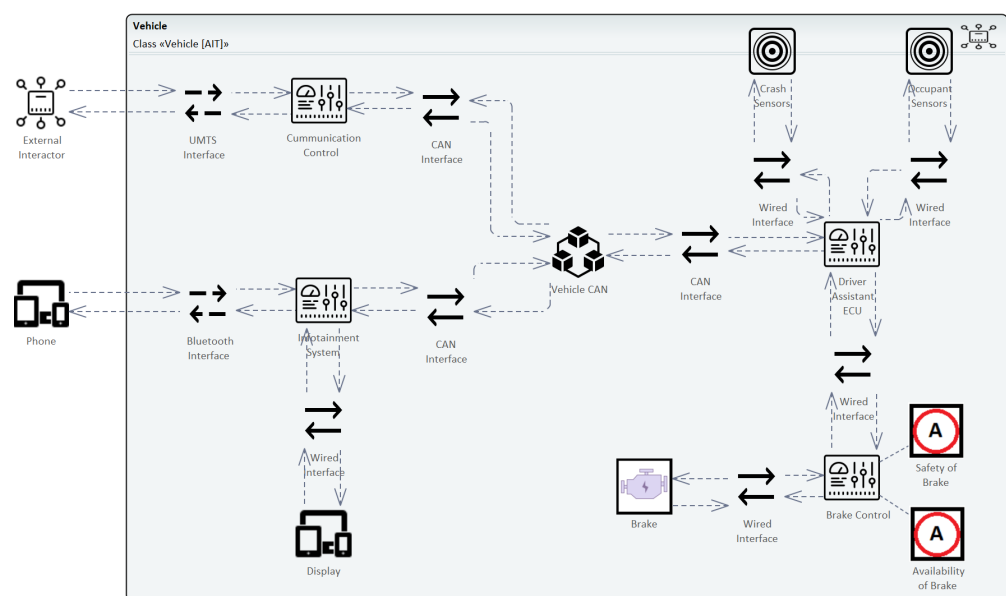 Vehicle
Class «Vehicle [AIT]»
Crash
Sensors
Occupant
Sensors
External
Interactor
UMTS
Interface
Cummunication
Control
CAN
Interface
Wired
Interface
Wired
Interface
Vehicle CAN
CAN
Interface
Driver
Assistant
ECU
Phone
Bluetooth
Interface
Infotainment
System
CAN
Interface
Wired
Interface
Wired
Interface
A
Safety of
Brake
Brake
Wired
Interface
Brake Control
A
Availability
of Brake
Display